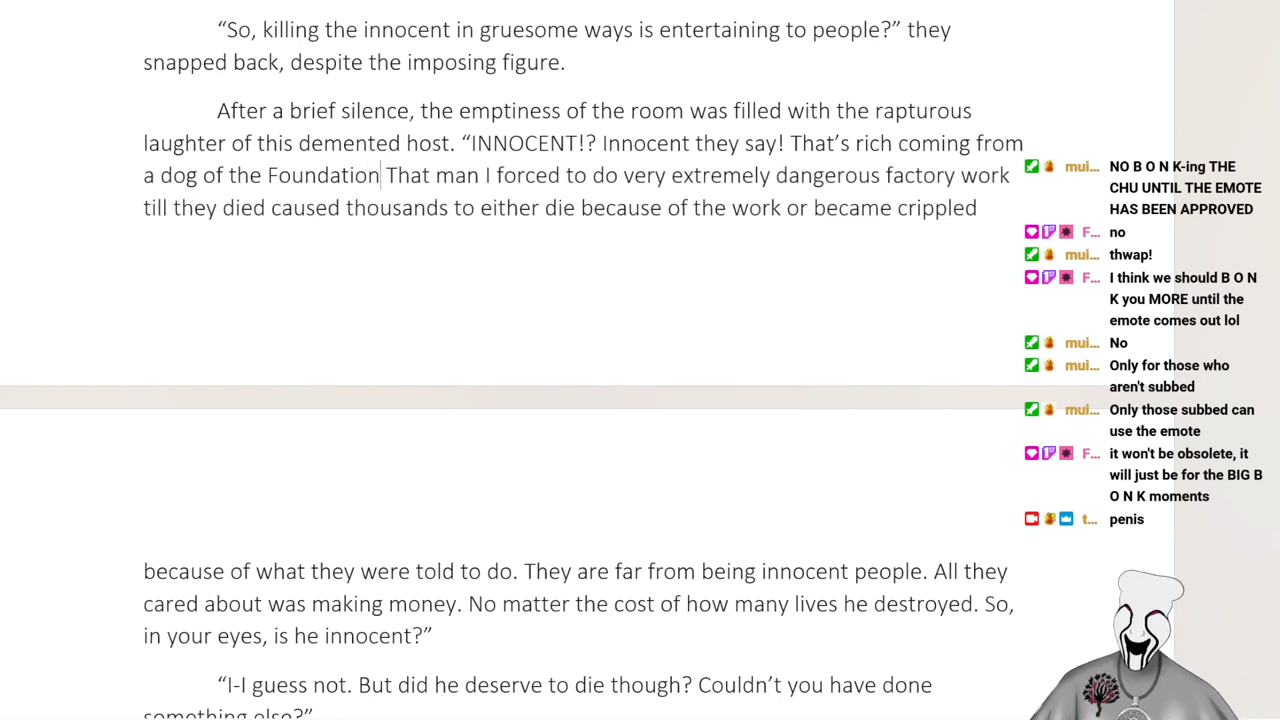 “So, killing the innocent in gruesome ways is entertaining to people?” they
snapped back, despite the imposing figure.
After a brief silence, the emptiness of the room was filled with the rapturous
laughter of this demented host. “INNOCENT!? Innocent they say! That’s rich coming from
a dog of the Foundation That man I forced to do very extremely dangerous factory work
till they died caused thousands to either die because of the work or became crippled
because of what they were told to do. They are far from being innocent people. All they
cared about was making money. No matter the cost of how many lives he destroyed. So,
in your eyes, is he innocent?”
“I-I guess not. But did he deserve to die though? Couldn’t you have done
something else?”
mui... NO B O N K-ing THE
CHU UNTIL THE EMOTE
HAS BEEN APPROVED
F... no
mui... thwap!
F... I think we should B O N
K you MORE until the
emote comes out lol
mui... No
mui... Only for those who
aren't subbed
mui... Only those subbed can
use the emote
F... it won't be obsolete, it
will just be for the BIG B
O N K moments
t... penis